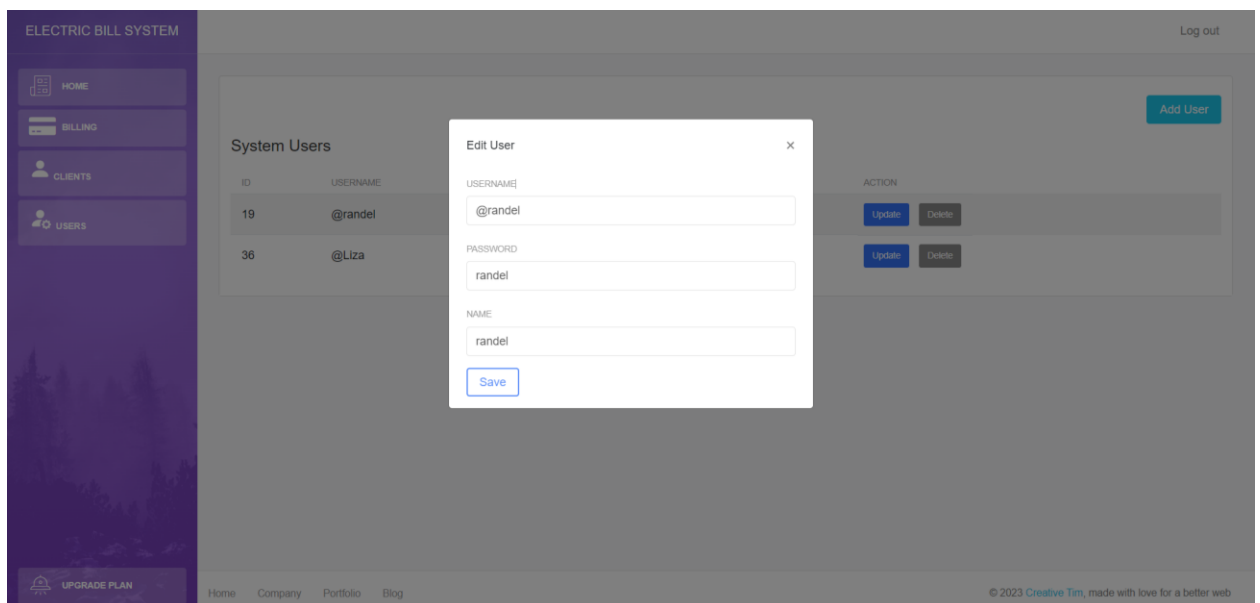 ELECTRIC BILL SYSTEM
Log out
HOME
BILLING
CLIENTS
USERS
UPGRADE PLAN
Add User
System Users
ID USERNAME ACTION
19 @randel Update Delete
36 @Liza Update Delete
Edit User ×
USERNAME
@randel
PASSWORD
randel
NAME
randel
Save
Home Company Portfolio Blog
© 2023 Creative Tim, made with love for a better web